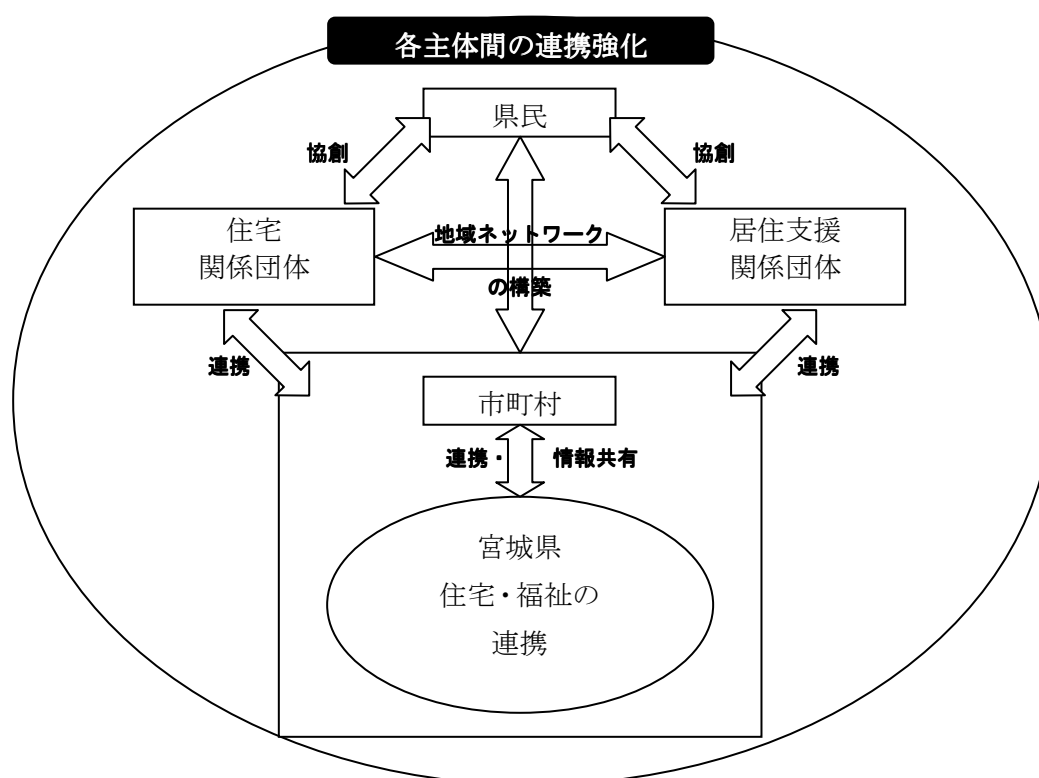 各主体間の連携強化
県民
協創
協創
住宅
関係団体
地域ネットワーク
の構築
居住支援
関係団体
連携
連携
市町村
連携・
情報共有
宮城県
住宅・福祉の
連携